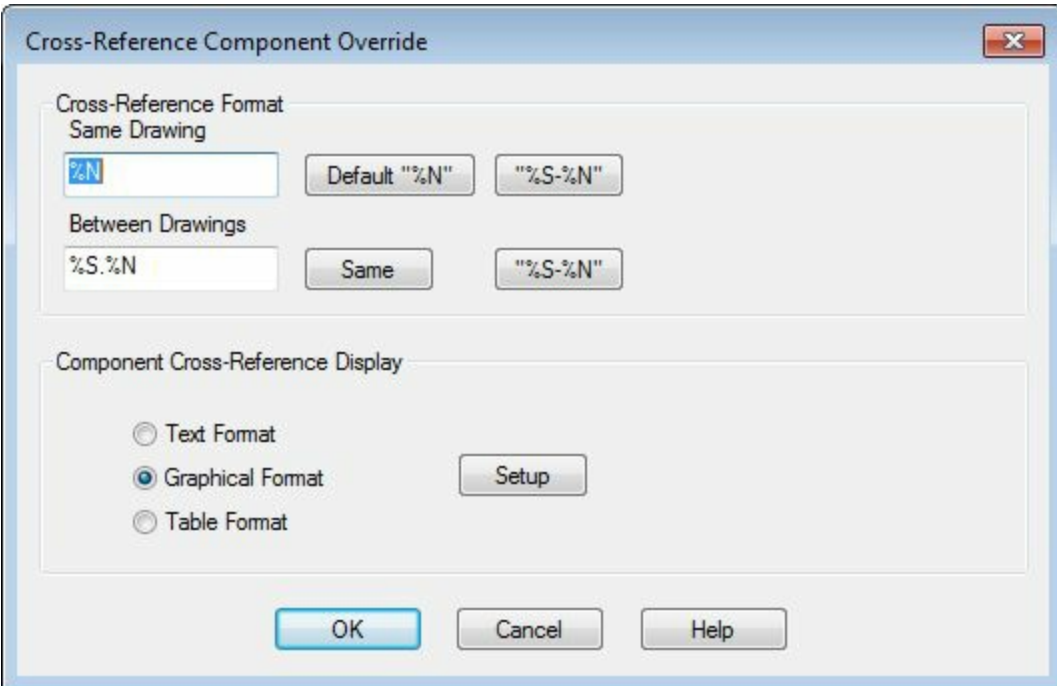 Cross-Reference Component Override
Cross-Reference Format
Same Drawing
%N
Default "%N"
"%S-%N"
Between Drawings
%S.%N
Same
"%S-%N"
Component Cross-Reference Display
Text Format
Graphical Format
Setup
Table Format
OK
Cancel
Help